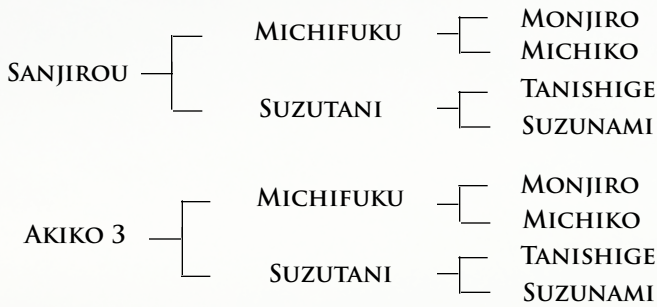 MONJIRO
MICHIFUKU
MICHIKO
SANJIROU
TANISHIGE
SUZUTANI
SUZUNAMI
MONJIRO
MICHIFUKU
MICHIKO
AKIKO 3
TANISHIGE
SUZUTANI
SUZUNAMI